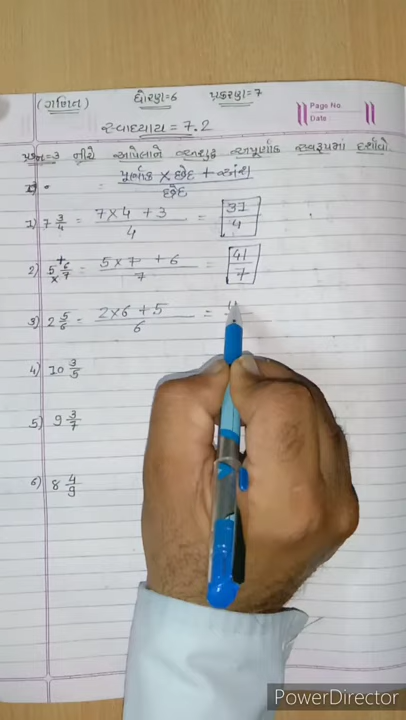 (ગણિત) ધોરણ=6 પ્રકરણ=7
Page No.
Date
સ્વાધ્યાય = 7.2
પ્રશ્ન=3 નીચે આપેલાને અશુદ્ધ અપૂર્ણાંક સ્વરૂપમાં દર્શાવો.
= પૂર્ણાંક × છેદ + અંશ / છેદ
1) 7 3/4 = 7×4+3 / 4 = 31/4
2) 5 6/7 = 5×7+6 / 7 = 41/7
3) 2 5/6 = 2×6+5 / 6 =
4) 10 3/5
5) 9 3/7
6) 8 4/9
PowerDirector